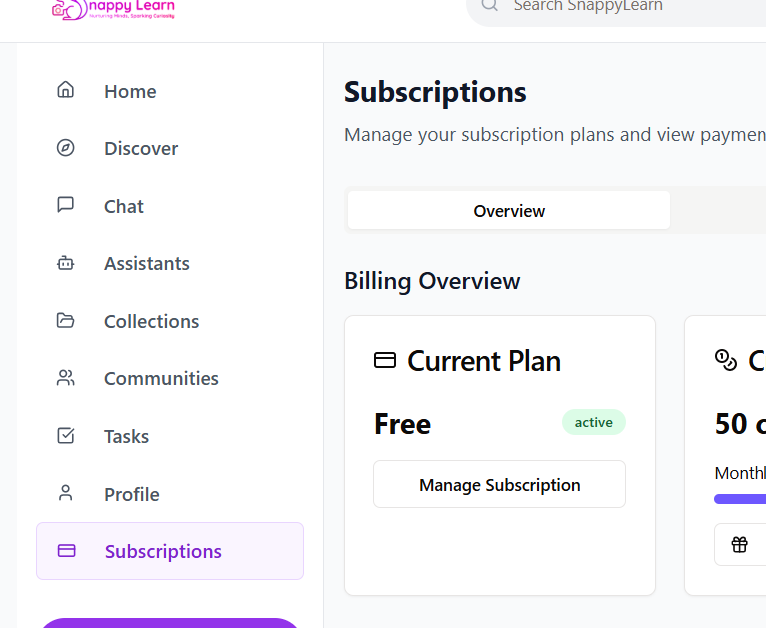 nappy Learn
Nurturing Minds, Sparking Curiosity
Search SnappyLearn
Home
Discover
Chat
Assistants
Collections
Communities
Tasks
Profile
Subscriptions
Subscriptions
Manage your subscription plans and view paymen
Overview
Billing Overview
Current Plan
Free
active
Manage Subscription
C
50 c
Monthl